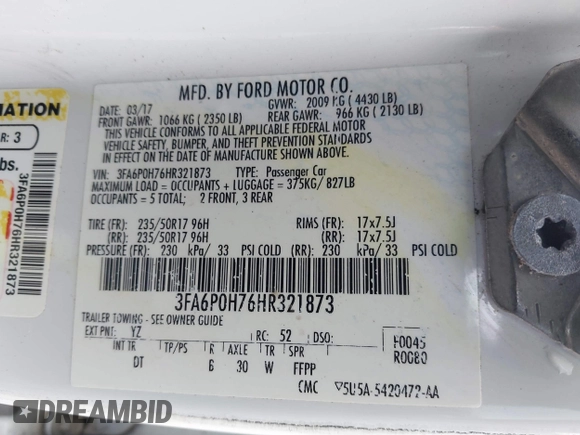 MATION
R: 3
lbs.
3FA6P0H76HR321873
MFD. BY FORD MOTOR CO.
03/17 GVWR: 2009 KG ( 4430 LB)
FRONT GAWR: 1066 KG ( 2350 LB) REAR GAWR: 966 KG ( 2130 LB)
THIS VEHICLE CONFORMS TO ALL APPLICABLE FEDERAL MOTOR
VEHICLE SAFETY, BUMPER, AND THEFT PREVENTION STANDARDS
IN EFFECT ON THE DATE OF MANUFACTURE SHOWN ABOVE
VIN: 3FA6P0H76HR321873 TYPE: Passenger Car
MAXIMUM LOAD = OCCUPANTS + LUGGAGE = 375KG/ 827LB
OCCUPANTS = 5 TOTAL; 2 FRONT, 3 REAR
TIRE (FR): 235/50R17 96H RIMS (FR): 17x7.5J
(RR): 235/50R17 96H (RR): 17x7.5J
PRESSURE (FR): 230 kPa/ 33 PSI COLD (RR): 230 kPa/ 33 PSI COLD
3FA6P0H76HR321873
TRAILER TOWING - SEE OWNER GUIDE
EXT PNT: YZ RC: 52 DSO: F0045
INT TR TP/PS R AXLE TR SPR R0080
DT 6 30 W FFPP
CMC 5U5A-5420472-AA
DREAMBID